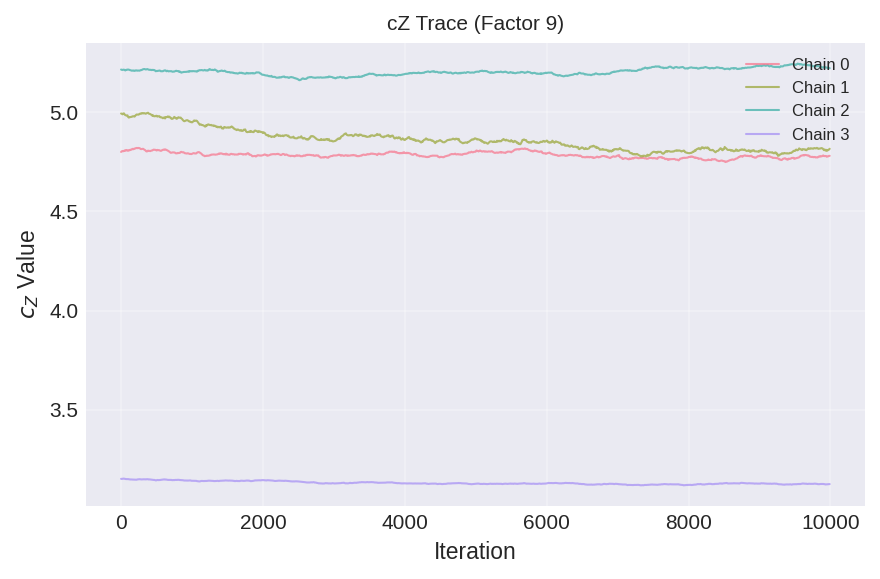 cZ Trace (Factor 9)
Chain 0
Chain 1
Chain 2
Chain 3
5.0
4.5
4.0
3.5
cZ Value
0 2000 4000 6000 8000 10000
Iteration